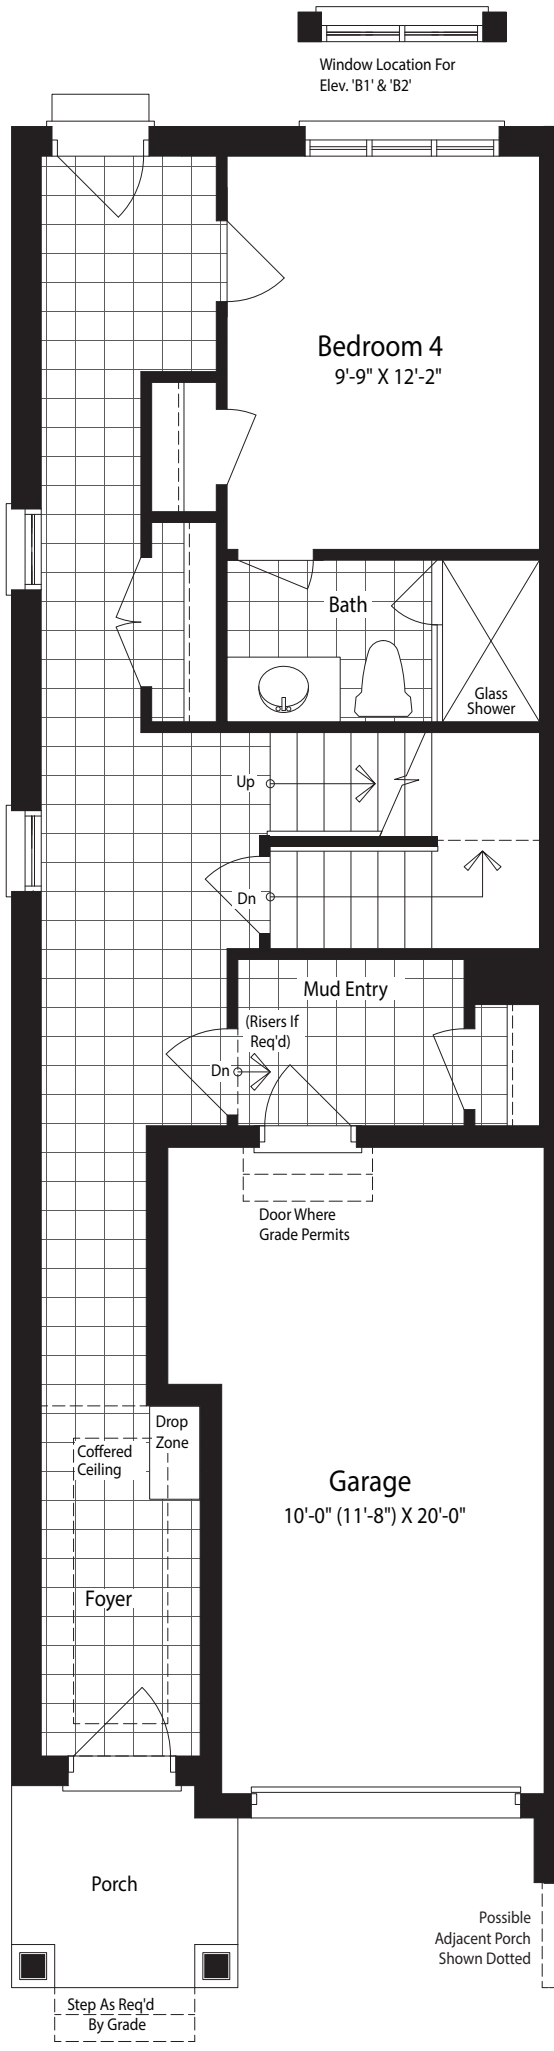 Window Location For
Elev. 'B1' & 'B2'
Bedroom 4
9'-9" X 12'-2"
Bath
Glass
Shower
Up
Dn
Mud Entry
(Risers If
Req'd)
Dn
Door Where
Grade Permits
Drop
Zone
Coffered
Ceiling
Garage
10'-0" (11'-8") X 20'-0"
Foyer
Porch
Possible
Adjacent Porch
Shown Dotted
Step As Req'd
By Grade